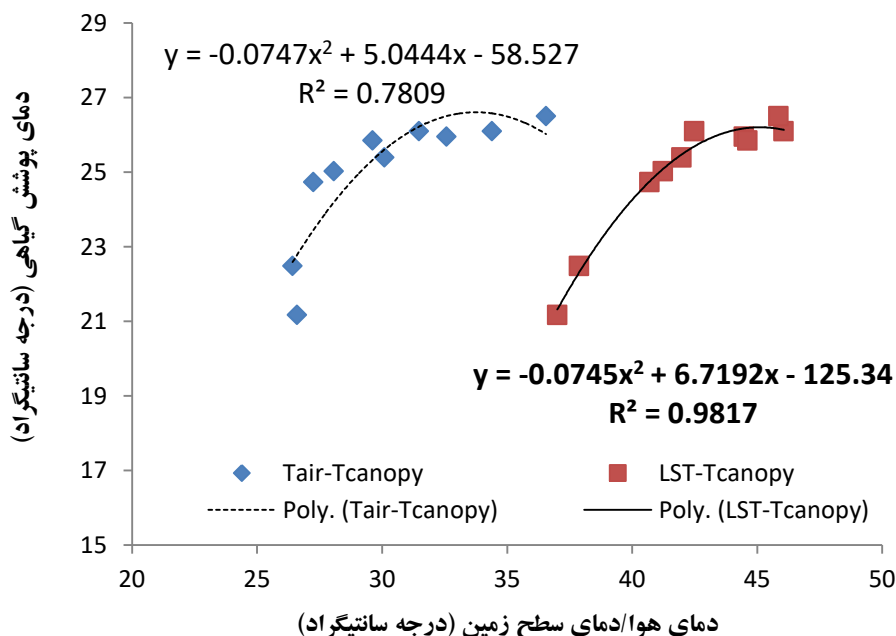 y = -0.0747x² + 5.0444x - 58.527
R² = 0.7809
29
27
25
23
21
19
17
15
دمای پوشش گیاهی (درجه سانتیگراد)
y = -0.0745x² + 6.7192x - 125.34
R² = 0.9817
Tair-Tcanopy
LST-Tcanopy
Poly. (Tair-Tcanopy)
Poly. (LST-Tcanopy)
20 25 30 35 40 45 50
دمای هوا/دمای سطح زمین (درجه سانتیگراد)